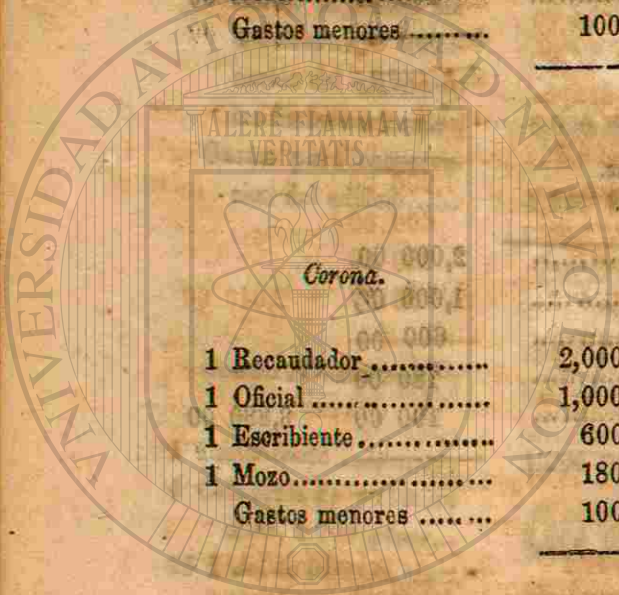 Gastos menores ......... 100
ALERE FLAMMAM
VERITATIS
Corona.
1 Recaudador ............. 2,000
1 Oficial .................... 1,000
1 Escribiente............... 600
1 Mozo...................... 180
Gastos menores ........ 100